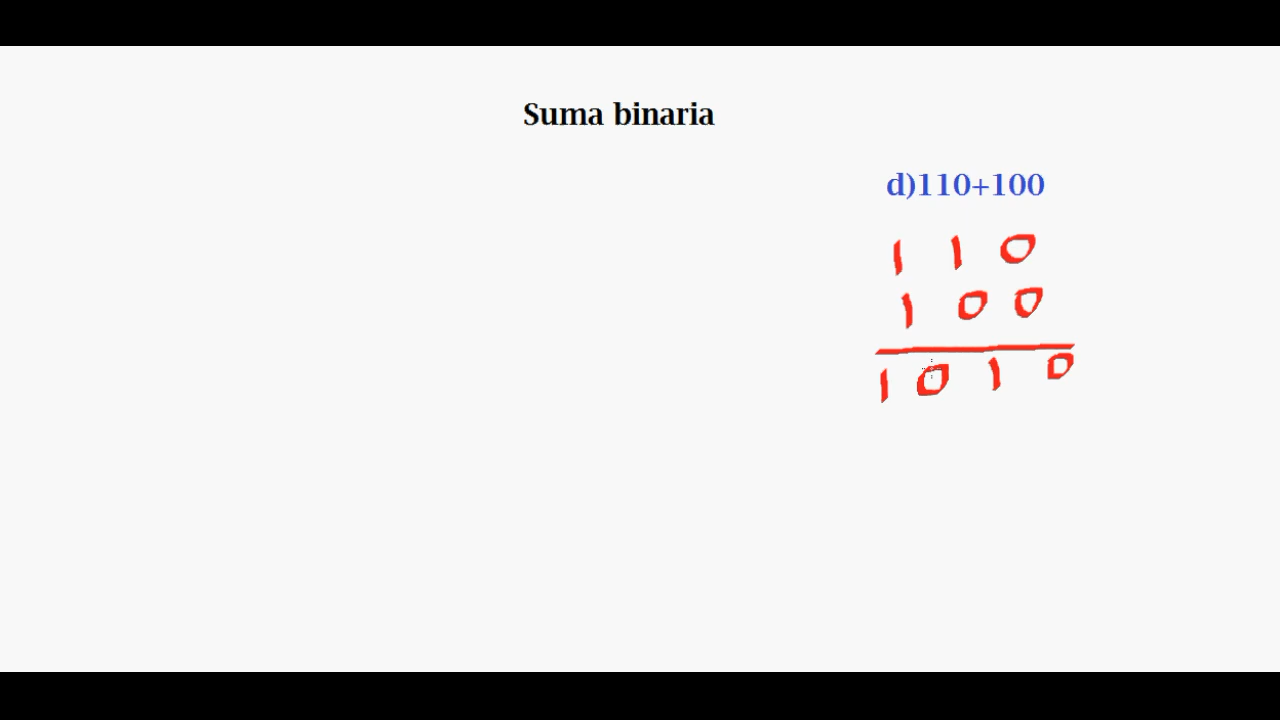 Suma binaria
d)110+100
1 1 0
1 0 0
1 0 1 0